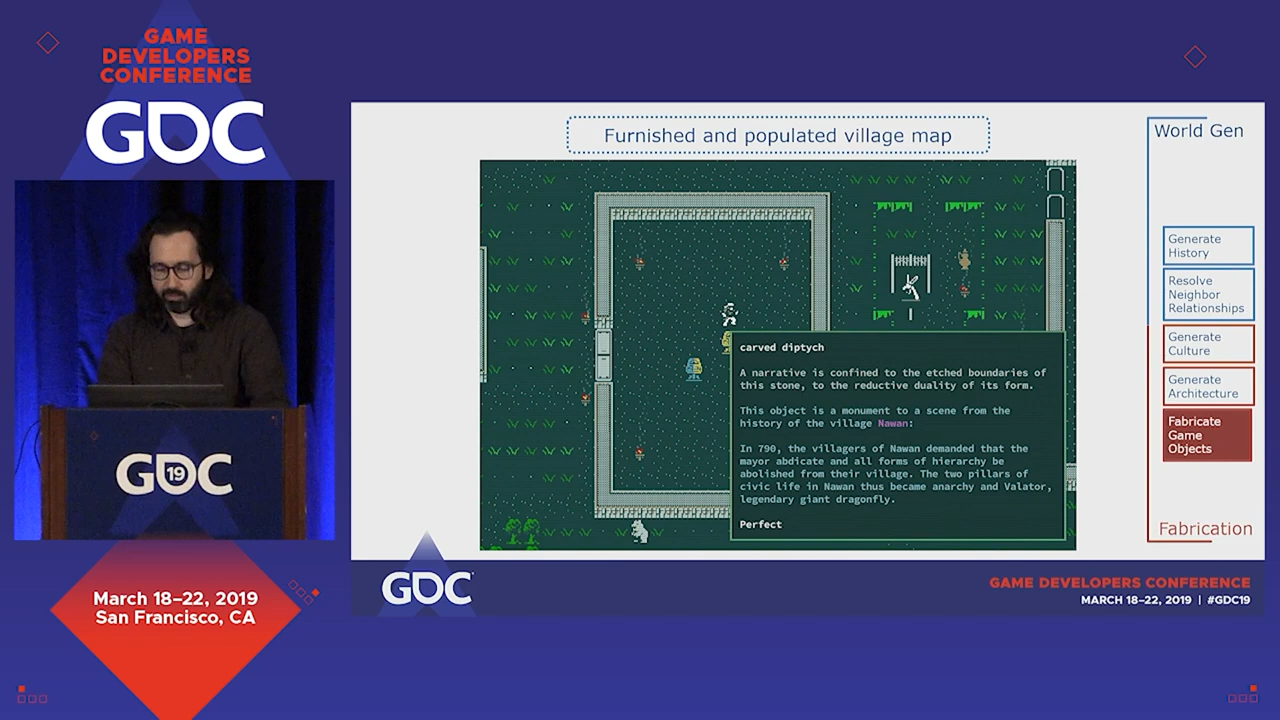 GAME
DEVELOPERS
CONFERENCE
GDC
GDC 19
March 18–22, 2019
San Francisco, CA
Furnished and populated village map
carved diptych
A narrative is confined to the etched boundaries of
this stone, to the reductive duality of its form.
This object is a monument to a scene from the
history of the village Nawan:
In 790, the villagers of Nawan demanded that the
mayor abdicate and all forms of hierarchy be
abolished from their village. The two pillars of
civic life in Nawan thus became anarchy and Valator,
legendary giant dragonfly.
Perfect
World Gen
Generate
History
Resolve
Neighbor
Relationships
Generate
Culture
Generate
Architecture
Fabricate
Game
Objects
Fabrication
GDC
GAME DEVELOPERS CONFERENCE
MARCH 18–22, 2019 | #GDC19